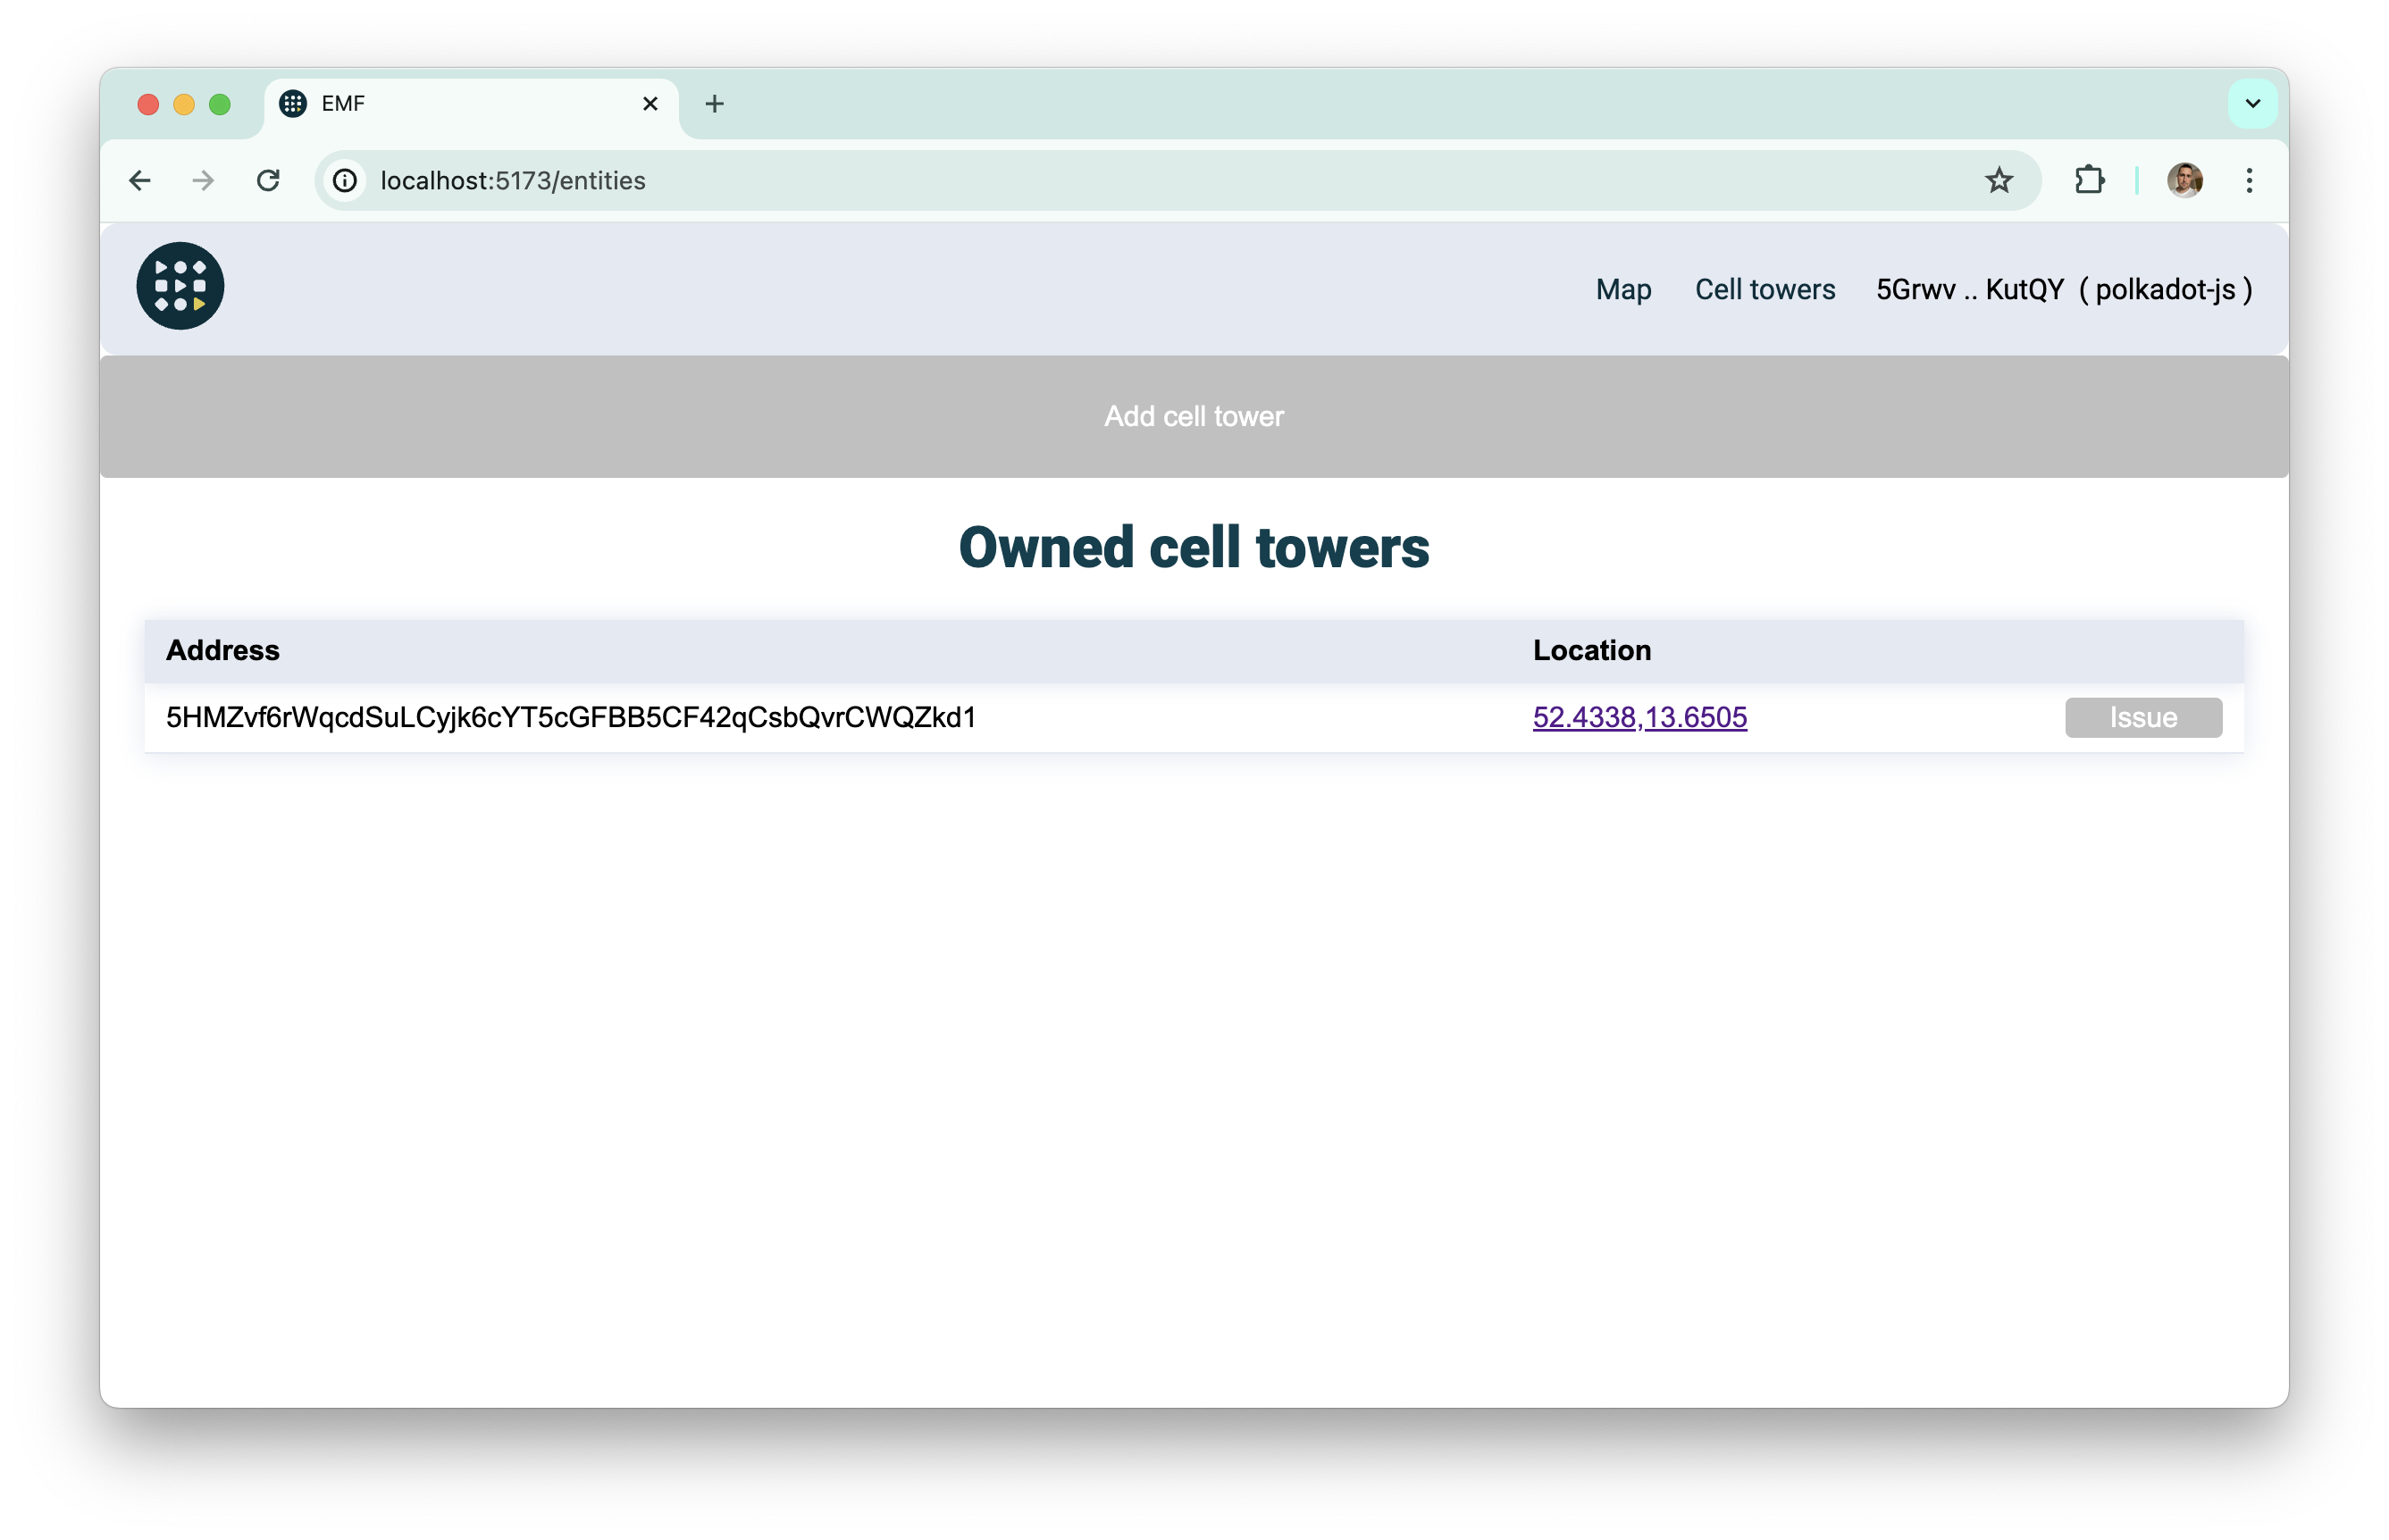 EMF
localhost:5173/entities
Map Cell towers 5Grwv .. KutQY ( polkadot-js )
Add cell tower
Owned cell towers
Address Location
5HMZvf6rWqcdSuLCyjk6cYT5cGFBB5CF42qCsbQvrCWQZkd1 52.4338,13.6505 Issue